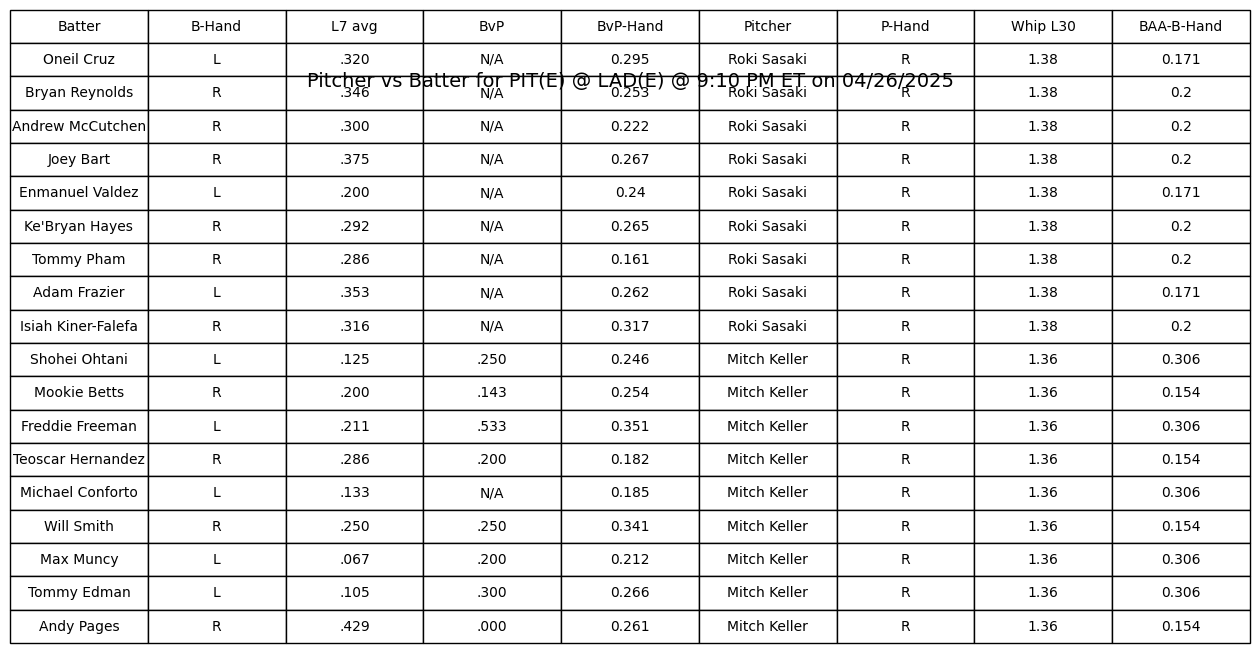 Batter B-Hand L7 avg BvP BvP-Hand Pitcher P-Hand Whip L30 BAA-B-Hand
Oneil Cruz L .320 N/A 0.295 Roki Sasaki R 1.38 0.171
Pitcher vs Batter for PIT(E) @ LAD(E) @ 9:10 PM ET on 04/26/2025
Bryan Reynolds R .346 N/A 0.253 Roki Sasaki R 1.38 0.2
Andrew McCutchen R .300 N/A 0.222 Roki Sasaki R 1.38 0.2
Joey Bart R .375 N/A 0.267 Roki Sasaki R 1.38 0.2
Enmanuel Valdez L .200 N/A 0.24 Roki Sasaki R 1.38 0.171
Ke'Bryan Hayes R .292 N/A 0.265 Roki Sasaki R 1.38 0.2
Tommy Pham R .286 N/A 0.161 Roki Sasaki R 1.38 0.2
Adam Frazier L .353 N/A 0.262 Roki Sasaki R 1.38 0.171
Isiah Kiner-Falefa R .316 N/A 0.317 Roki Sasaki R 1.38 0.2
Shohei Ohtani L .125 .250 0.246 Mitch Keller R 1.36 0.306
Mookie Betts R .200 .143 0.254 Mitch Keller R 1.36 0.154
Freddie Freeman L .211 .533 0.351 Mitch Keller R 1.36 0.306
Teoscar Hernandez R .286 .200 0.182 Mitch Keller R 1.36 0.154
Michael Conforto L .133 N/A 0.185 Mitch Keller R 1.36 0.306
Will Smith R .250 .250 0.341 Mitch Keller R 1.36 0.154
Max Muncy L .067 .200 0.212 Mitch Keller R 1.36 0.306
Tommy Edman L .105 .300 0.266 Mitch Keller R 1.36 0.306
Andy Pages R .429 .000 0.261 Mitch Keller R 1.36 0.154